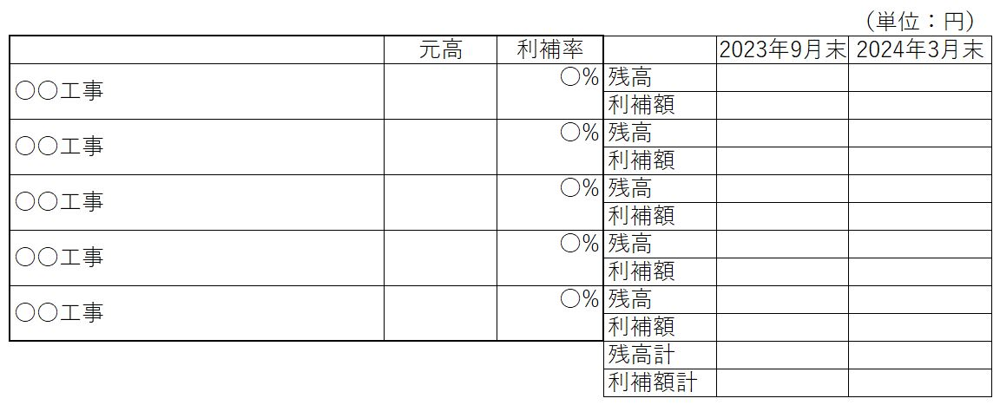 （単位：円）
元高 利補率 2023年9月末 2024年3月末
〇〇工事 〇% 残高
利補額
〇〇工事 〇% 残高
利補額
〇〇工事 〇% 残高
利補額
〇〇工事 〇% 残高
利補額
〇〇工事 〇% 残高
利補額
残高計
利補額計